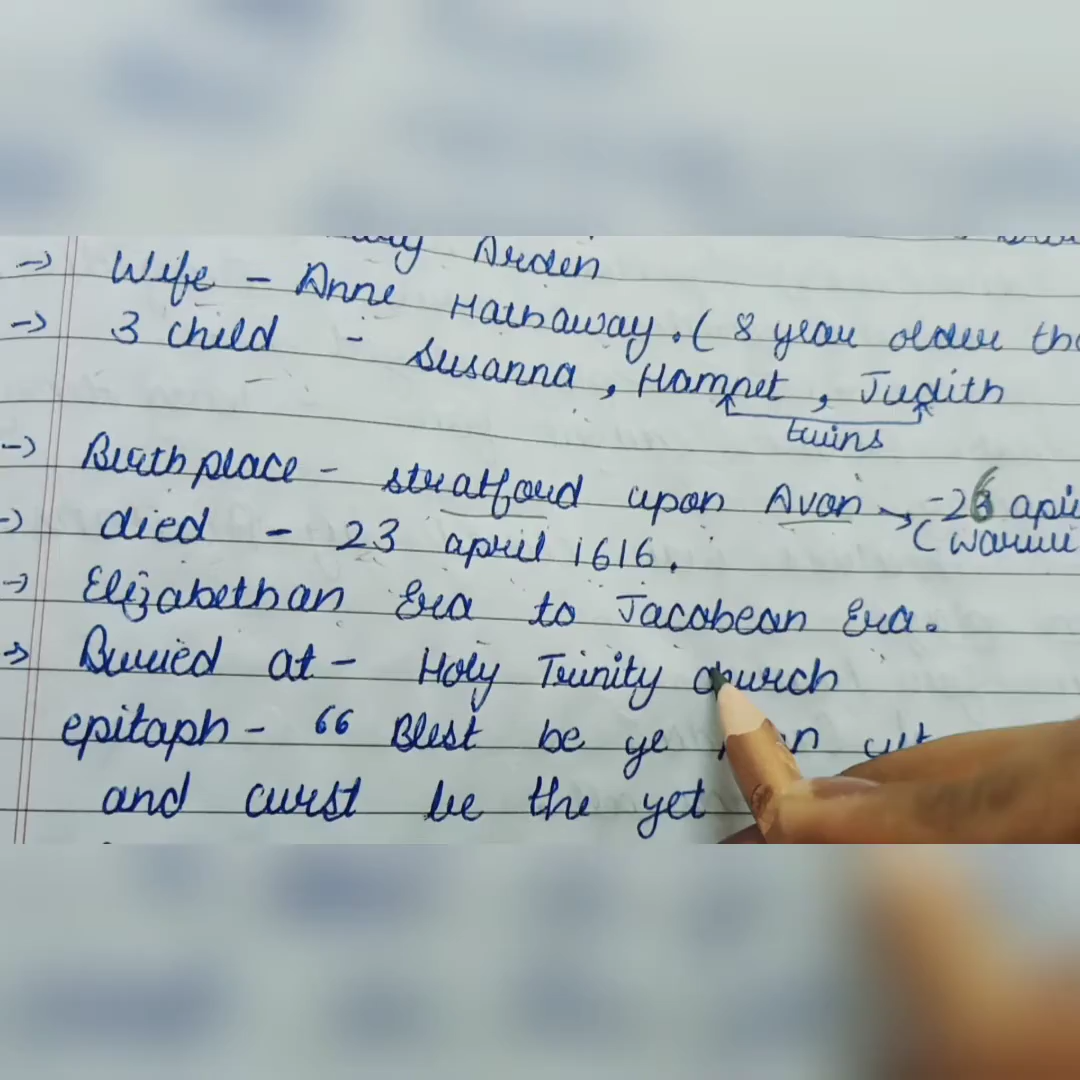 Arden
→ Wife - Anne Hathaway. ( 8 year older tha
→ 3 child - Susanna, Hamnet, Judith
twins
→ Birth place - stratford upon Avon → - 26 apri
→ died - 23 april 1616. ( warwi
→ Elizabethan Era to Jacobean Era.
→ Buried at - Holy Trinity church
epitaph - “ Blest be ye
and curst be the yet